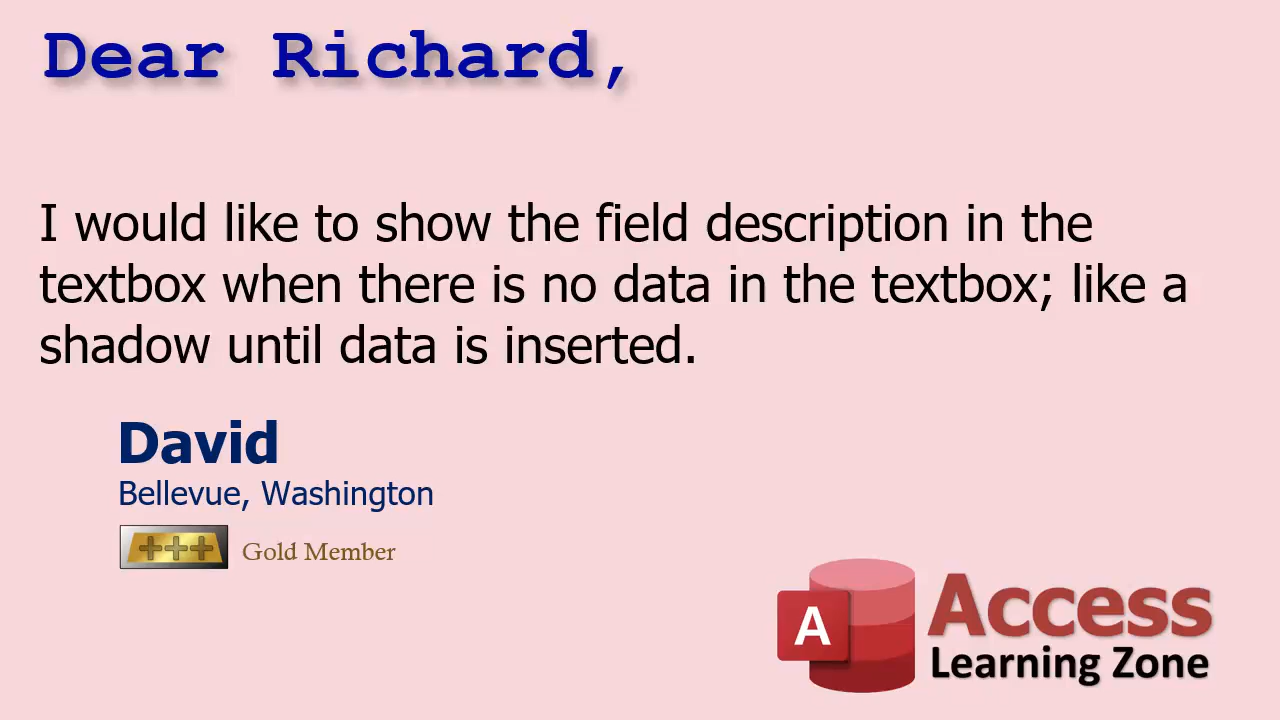 Dear Richard,
I would like to show the field description in the
textbox when there is no data in the textbox; like a
shadow until data is inserted.
David
Bellevue, Washington
+++ Gold Member
A Access
Learning Zone